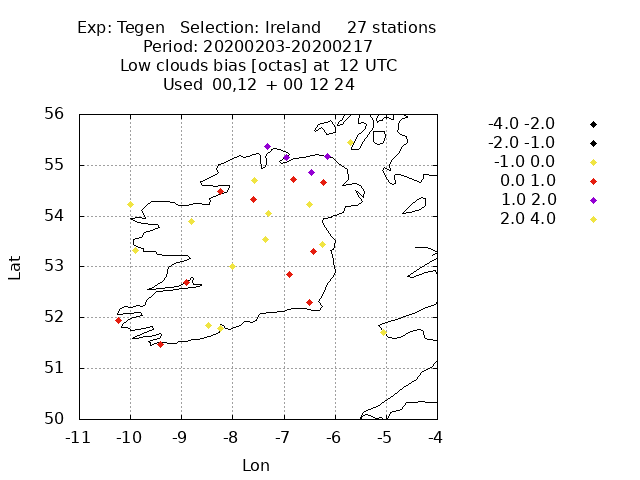 Exp: Tegen   Selection: Ireland     27 stations
Period: 20200203-20200217
Low clouds bias [octas] at  12 UTC
Used  00,12  + 00 12 24
56
55
54
53
52
51
50
-11 -10 -9 -8 -7 -6 -5 -4
Lat
Lon
-4.0 -2.0
-2.0 -1.0
-1.0 0.0
0.0 1.0
1.0 2.0
2.0 4.0